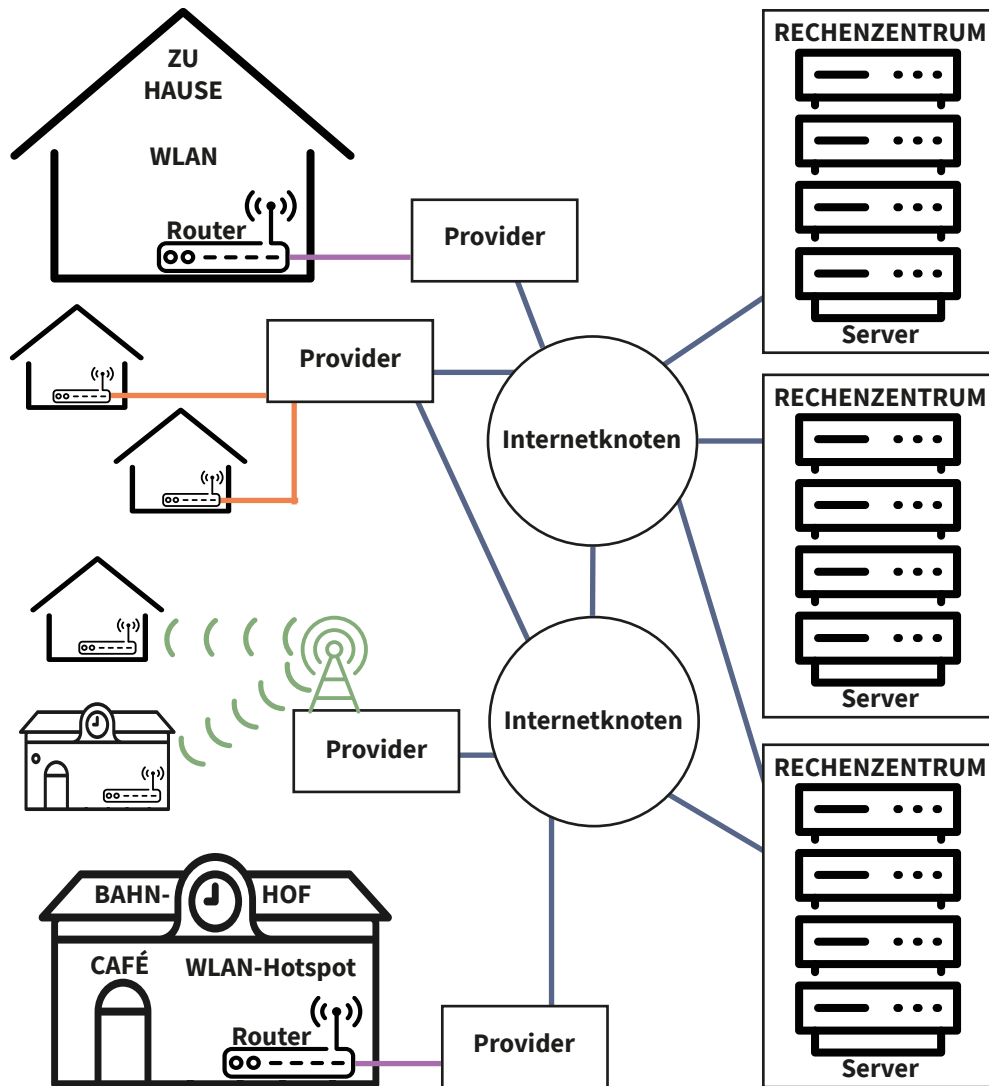 ZU
HAUSE
WLAN
Router
Provider
RECHENZENTRUM
Server
Provider
Internetknoten
RECHENZENTRUM
Server
Internetknoten
Provider
RECHENZENTRUM
Server
BAHN-
HOF
CAFÉ
WLAN-Hotspot
Router
Provider